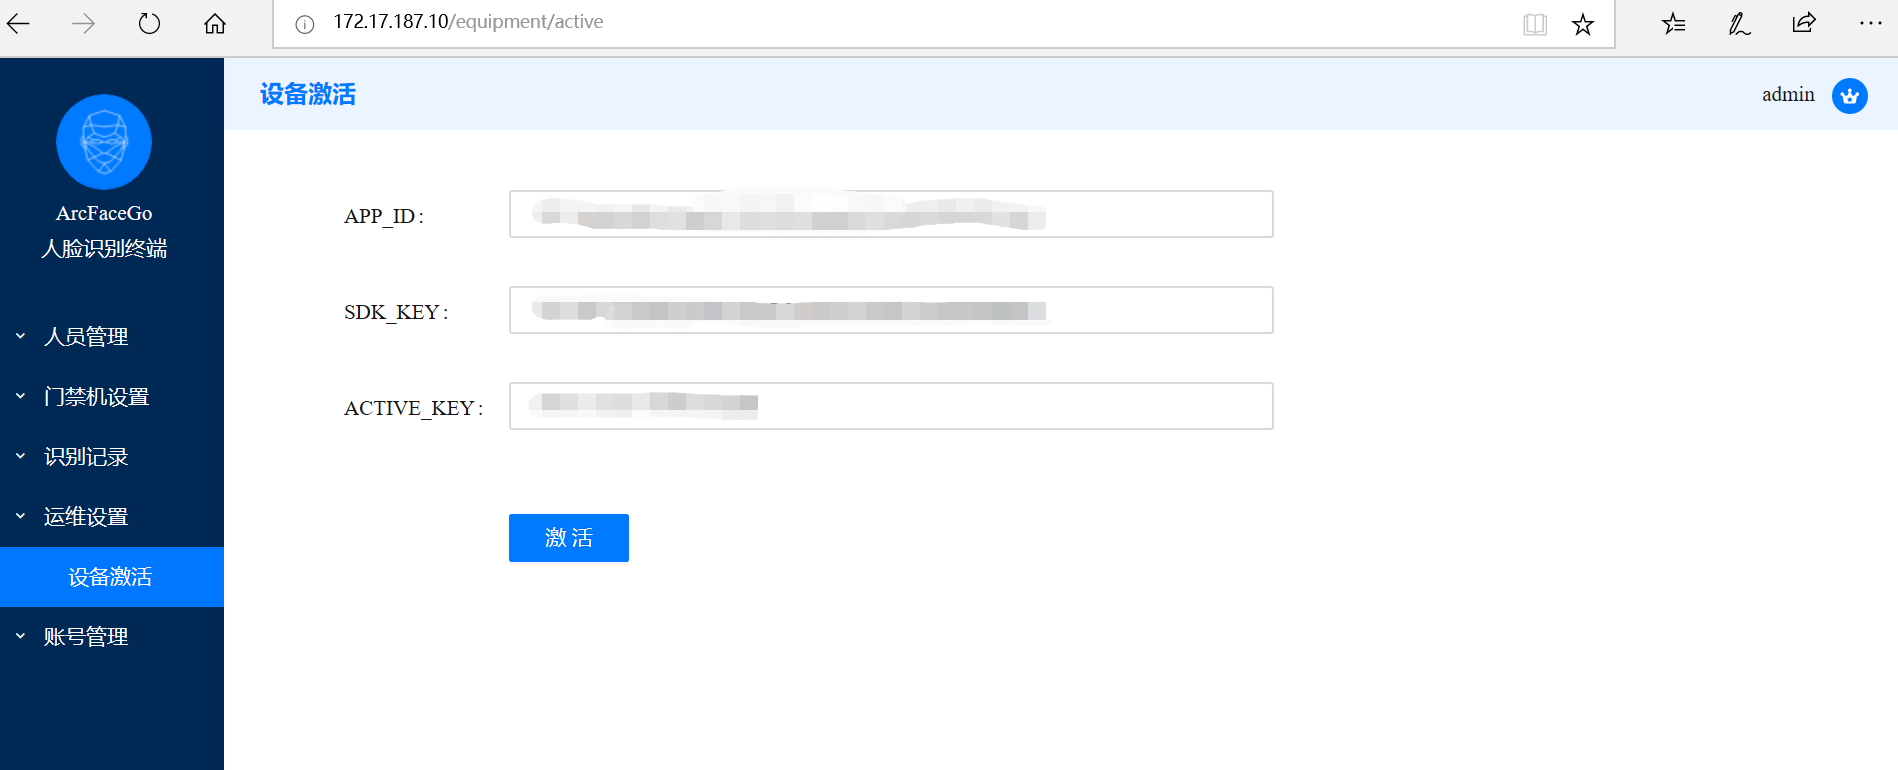 172.17.187.10/equipment/active
ArcFaceGo
人脸识别终端
人员管理
门禁机设置
识别记录
运维设置
设备激活
账号管理
设备激活
admin
APP_ID :
SDK_KEY :
ACTIVE_KEY :
激 活